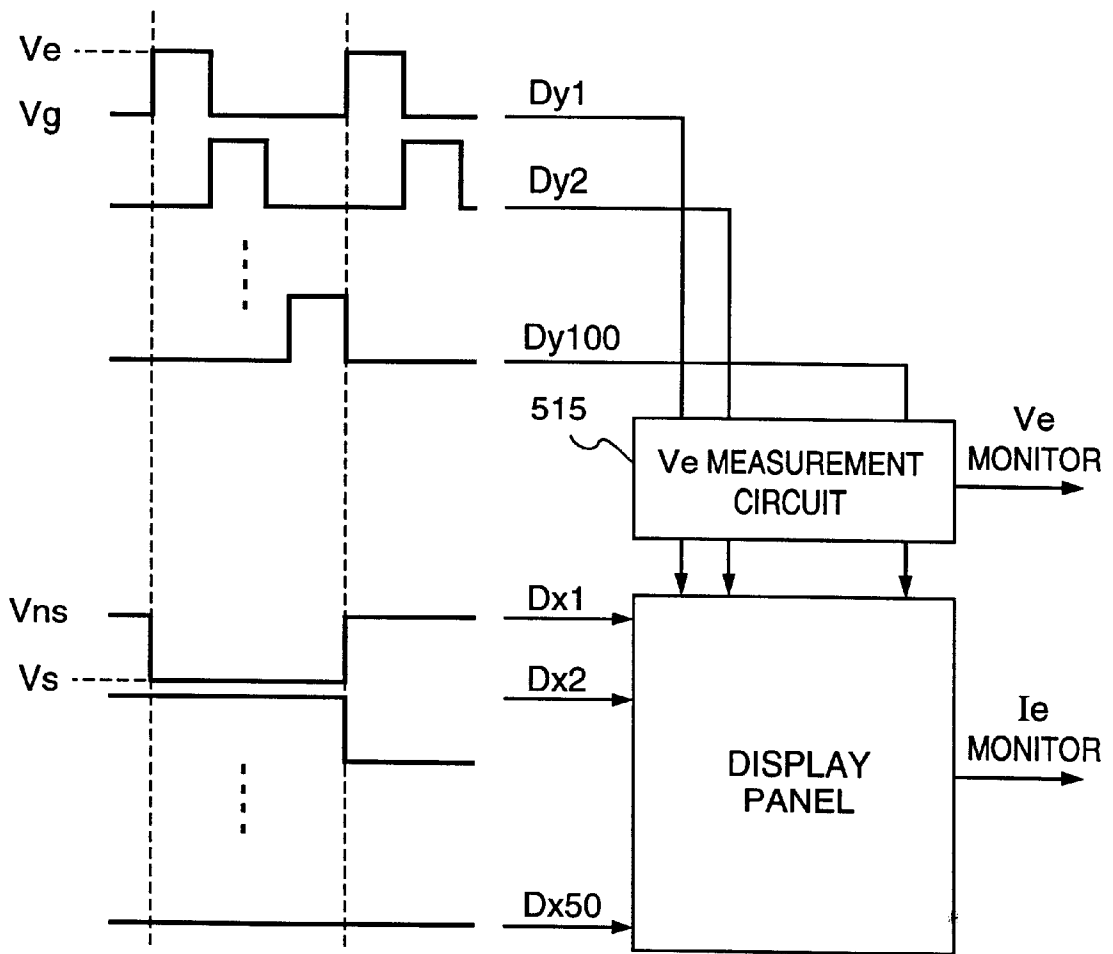 Ve
Vg
Dy1
Dy2
Dy100
515
Ve MEASUREMENT
CIRCUIT
Ve
MONITOR
Vns
Vs
Dx1
Dx2
Dx50
DISPLAY
PANEL
Ie
MONITOR